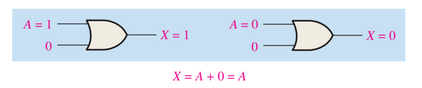 A = 1
0
X = 1
A = 0
0
X = 0
X = A + 0 = A